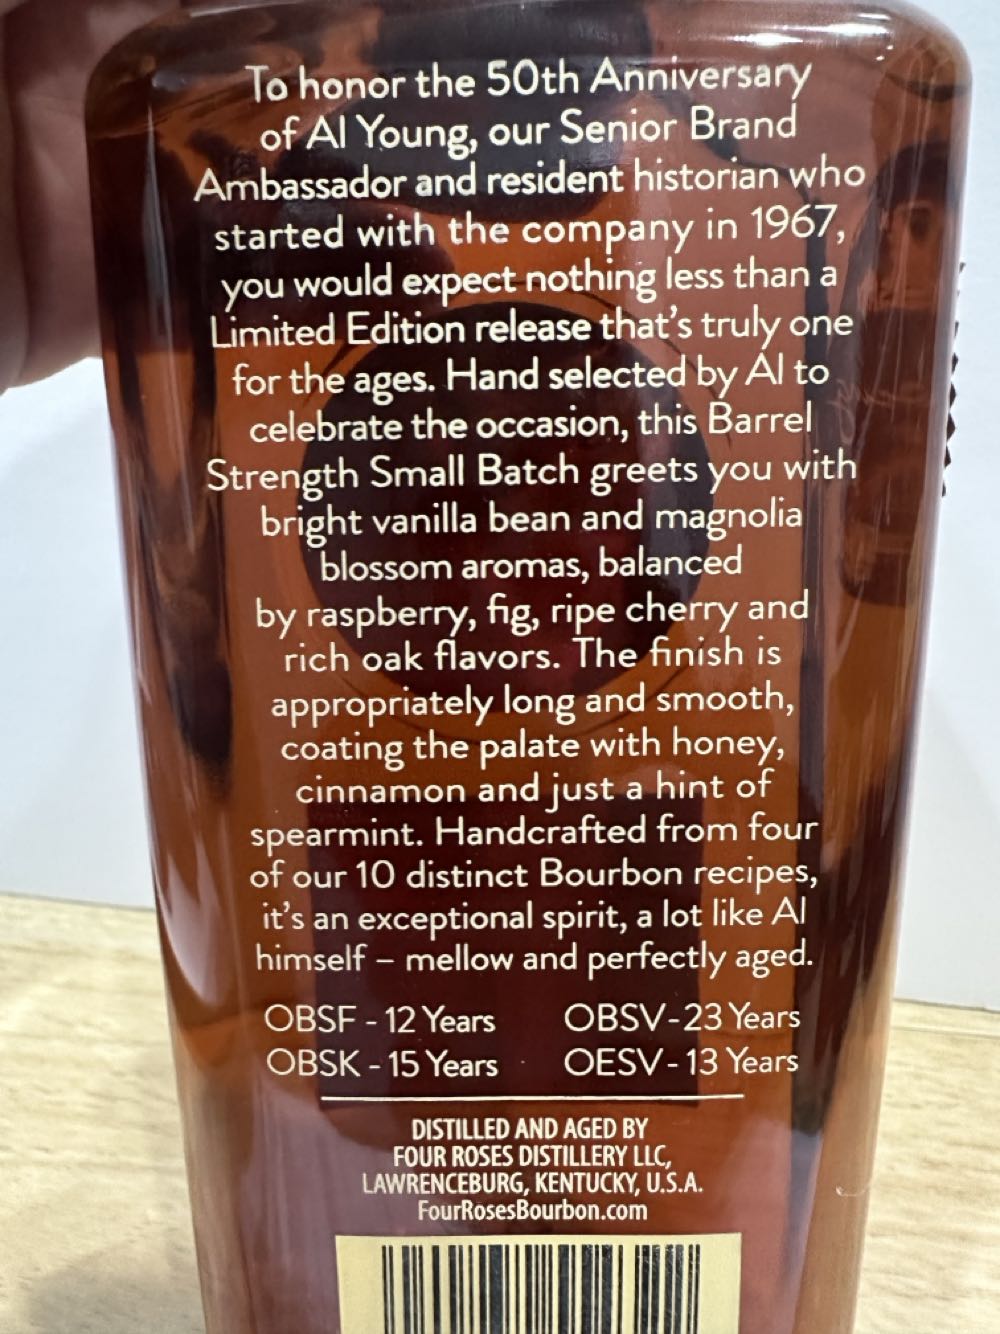 To honor the 50th Anniversary
of Al Young, our Senior Brand
Ambassador and resident historian who
started with the company in 1967,
you would expect nothing less than a
Limited Edition release that's truly one
for the ages. Hand selected by Al to
celebrate the occasion, this Barrel
Strength Small Batch greets you with
bright vanilla bean and magnolia
blossom aromas, balanced
by raspberry, fig, ripe cherry and
rich oak flavors. The finish is
appropriately long and smooth,
coating the palate with honey,
cinnamon and just a hint of
spearmint. Handcrafted from four
of our 10 distinct Bourbon recipes,
it's an exceptional spirit, a lot like Al
himself – mellow and perfectly aged.
OBSF - 12 Years OBSV - 23 Years
OBSK - 15 Years OESV - 13 Years
DISTILLED AND AGED BY
FOUR ROSES DISTILLERY LLC,
LAWRENCEBURG, KENTUCKY, U.S.A.
FourRosesBourbon.com